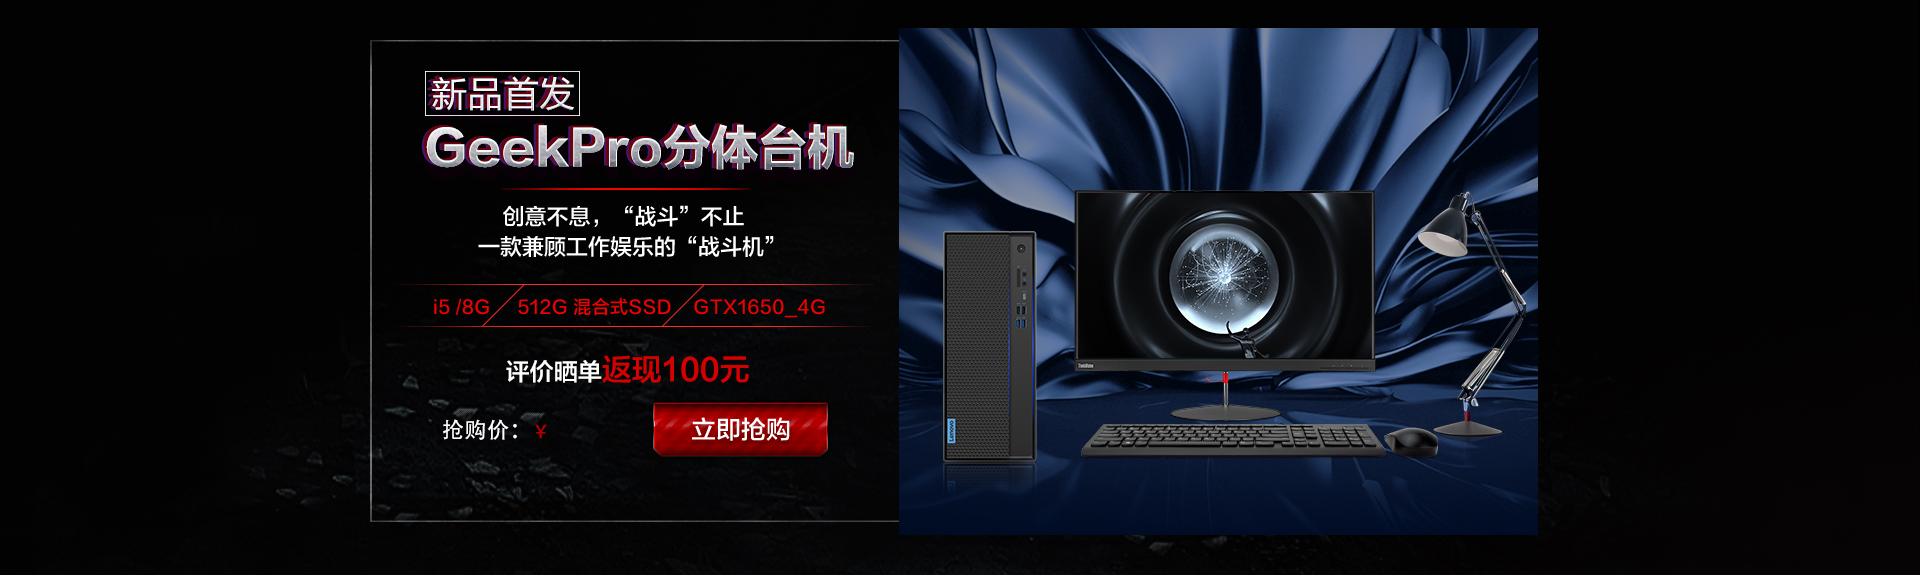 新品首发
GeekPro分体台机
创意不息，“战斗”不止
一款兼顾工作娱乐的“战斗机”
i5 /8G 512G 混合式SSD GTX1650_4G
评价晒单返现100元
抢购价：¥ 立即抢购
Lenovo